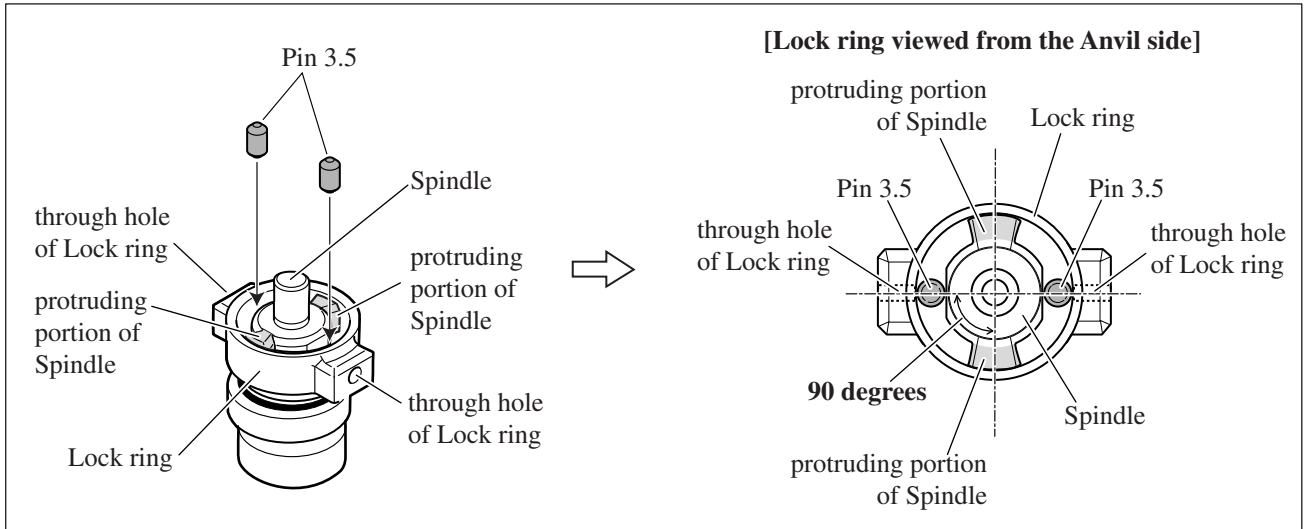 Pin 3.5
Spindle
through hole
of Lock ring
protruding
portion of
Spindle
protruding
portion of
Spindle
through hole
of Lock ring
Lock ring
[Lock ring viewed from the Anvil side]
protruding portion
of Spindle
Lock ring
Pin 3.5
Pin 3.5
through hole
of Lock ring
through hole
of Lock ring
90 degrees
Spindle
protruding portion
of Spindle